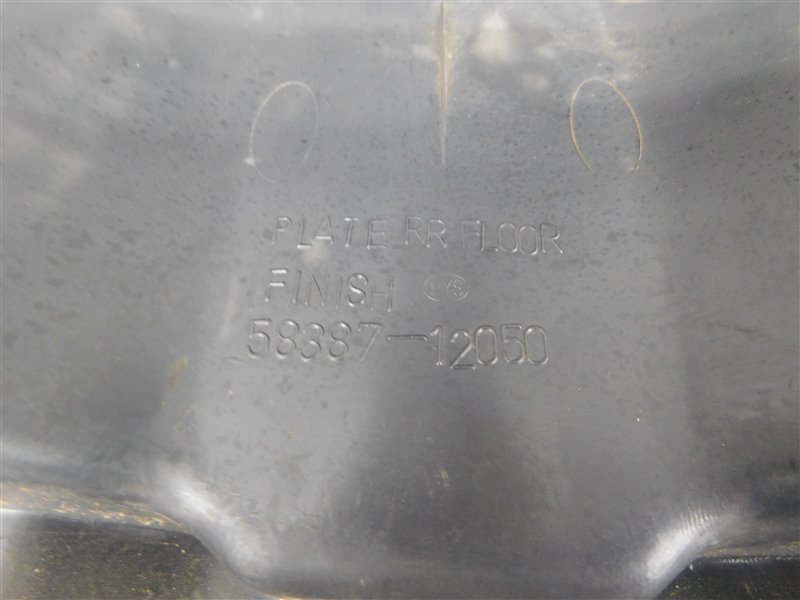 PLATE RR FLOOR
FINISH
58387-12050